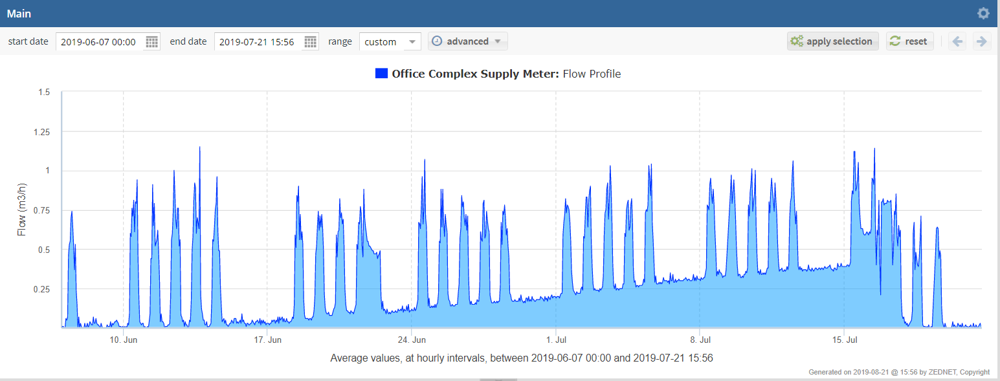 Main
start date 2019-06-07 00:00 end date 2019-07-21 15:56 range custom advanced apply selection reset
Office Complex Supply Meter: Flow Profile
1.5
1.25
1
0.75
0.5
0.25
Flow (m3/h)
10. Jun 17. Jun 24. Jun 1. Jul 8. Jul 15. Jul
Average values, at hourly intervals, between 2019-06-07 00:00 and 2019-07-21 15:56
Generated on 2019-08-21 @ 15:56 by ZEDNET, Copyright